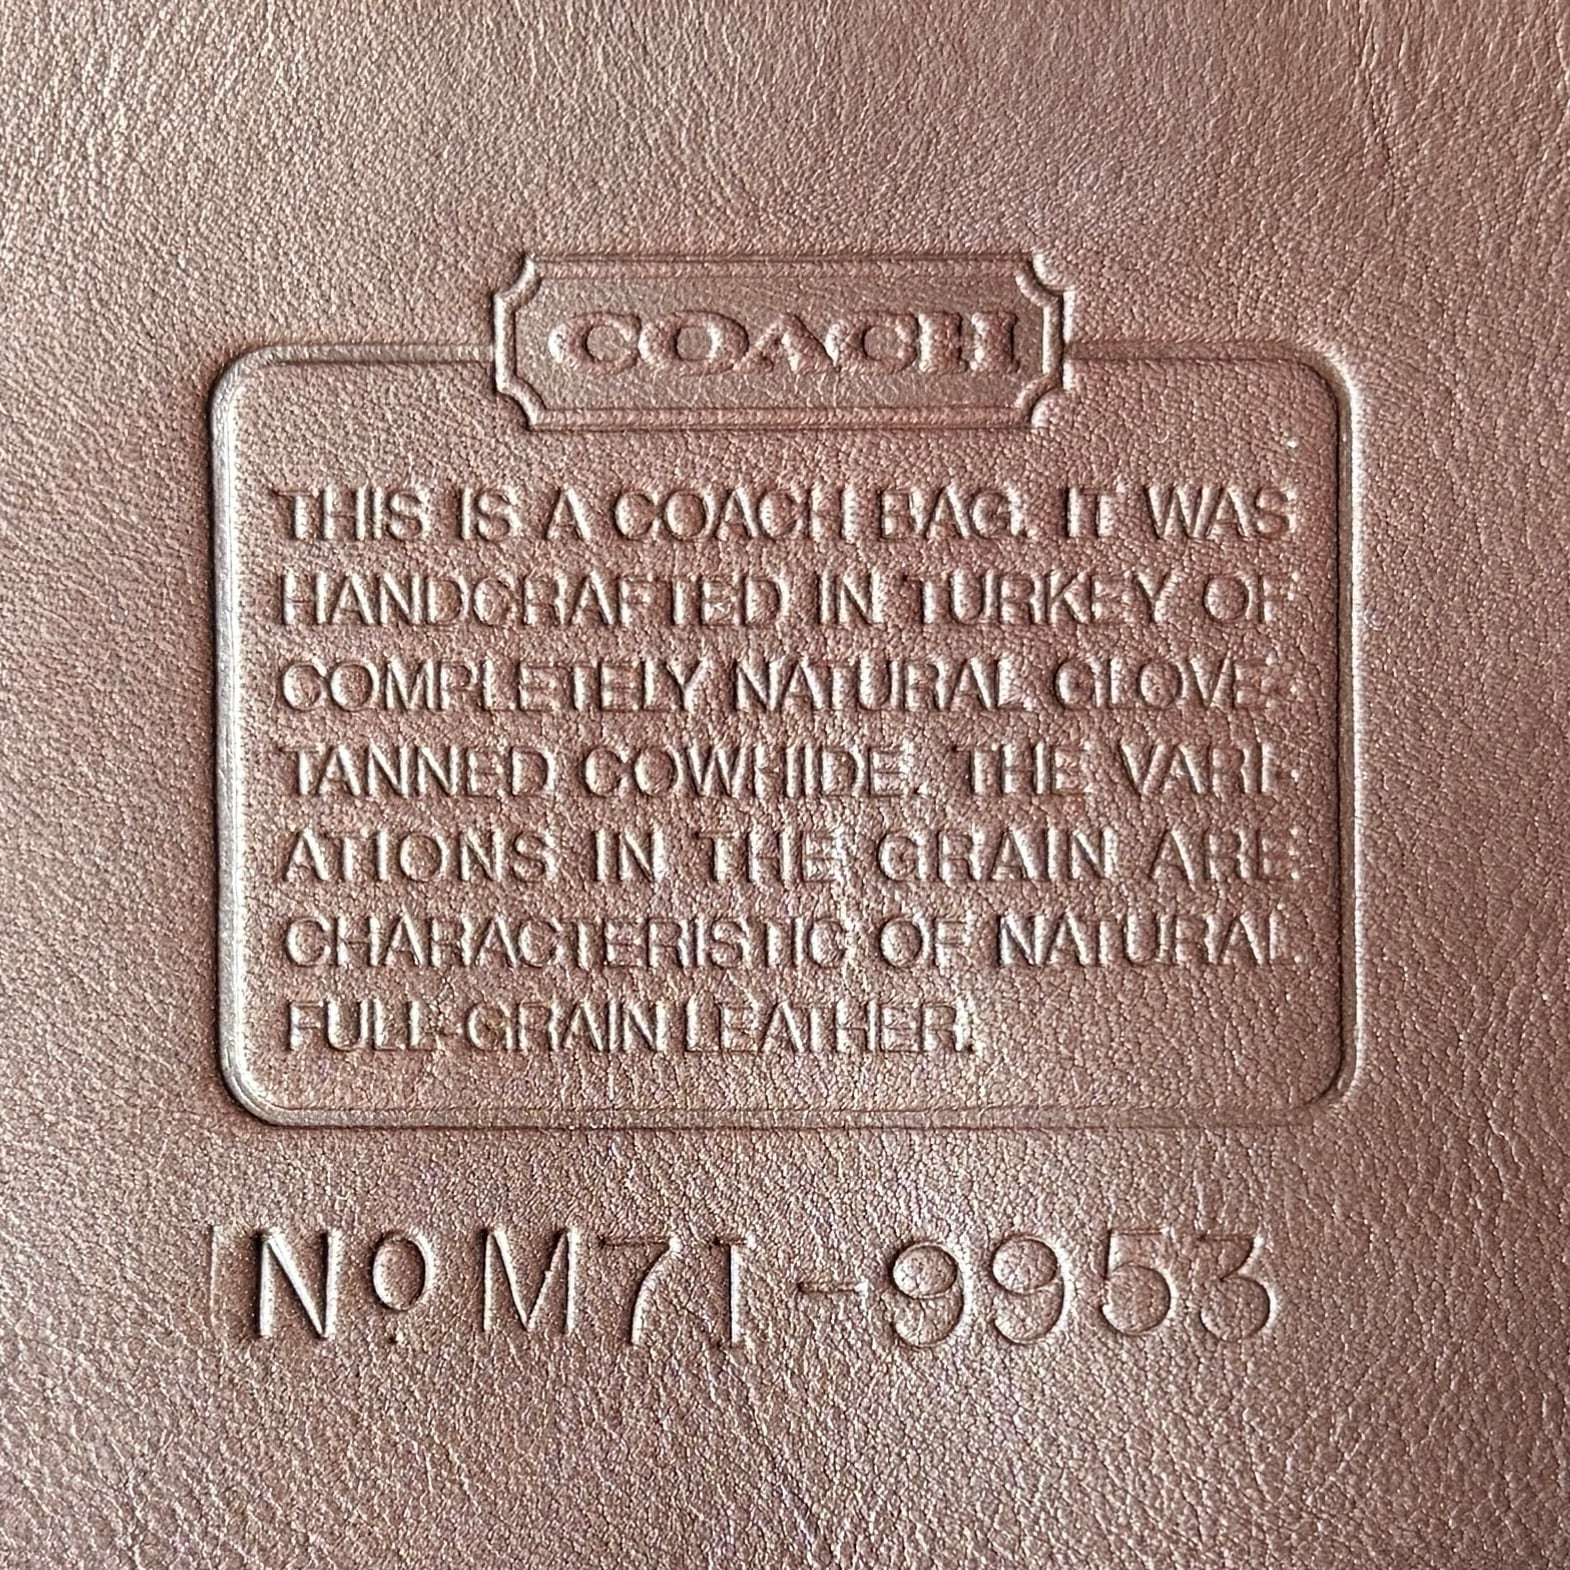 COACH
THIS IS A COACH BAG. IT WAS
HANDCRAFTED IN TURKEY OF
COMPLETELY NATURAL GLOVE-
TANNED COWHIDE. THE VARI-
ATIONS IN THE GRAIN ARE
CHARACTERISTIC OF NATURAL
FULL-GRAIN LEATHER.
No M7I-9953